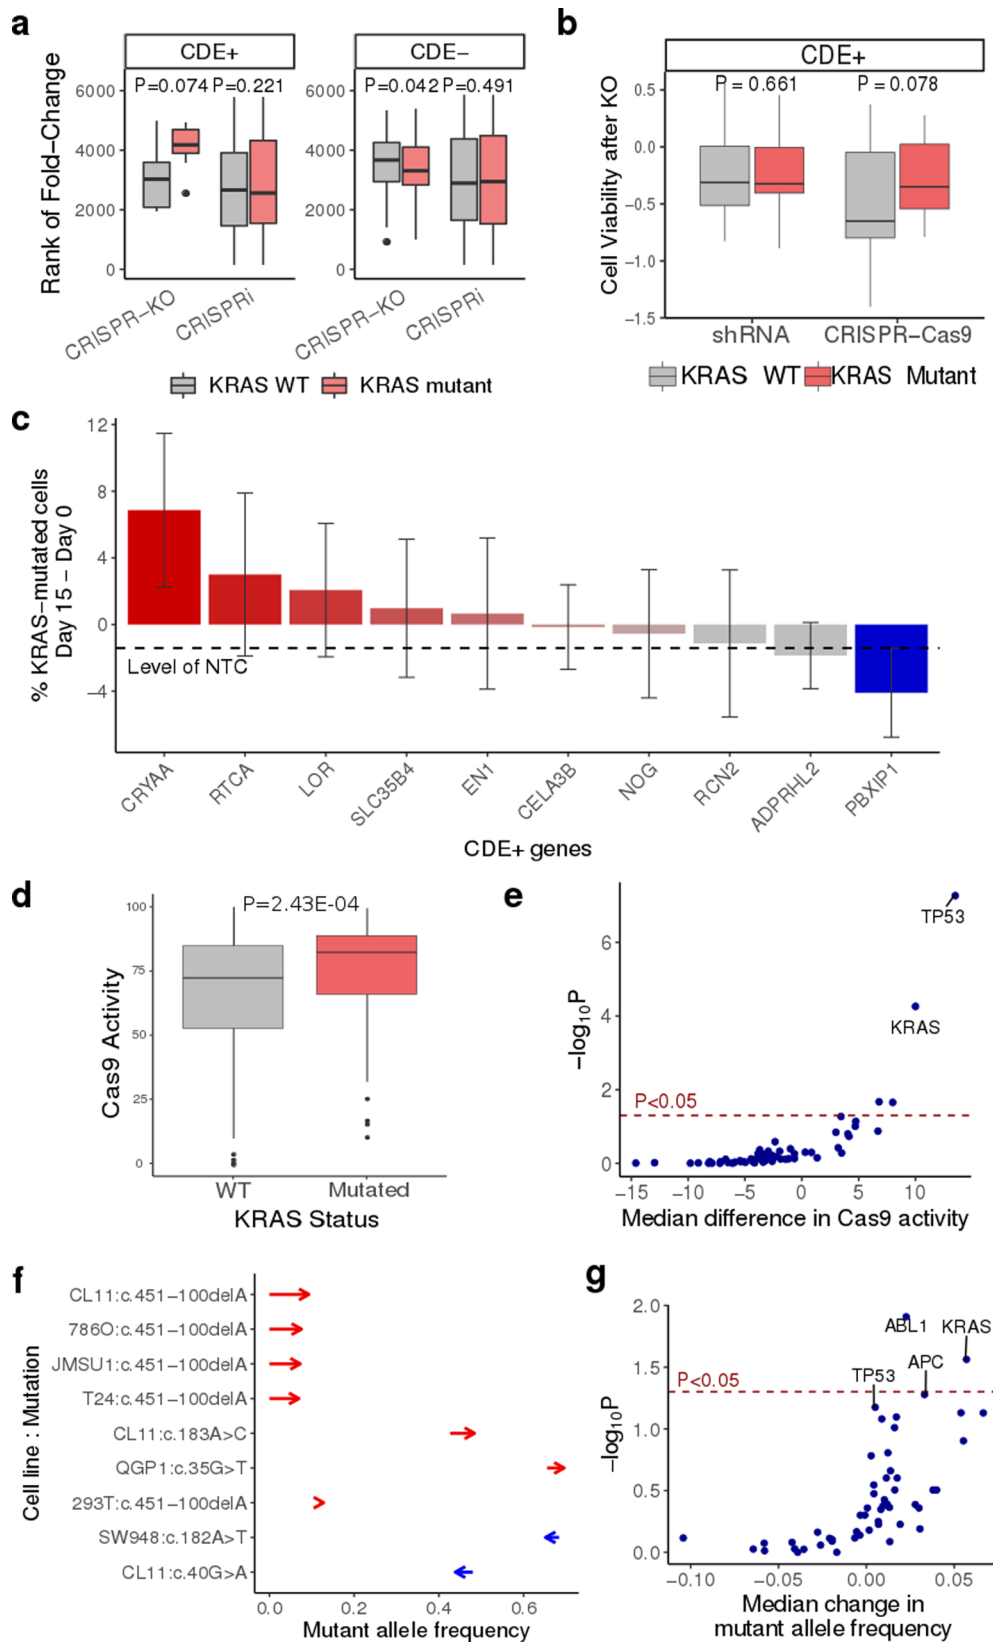 a
CDE+
CDE−
P=0.074 P=0.221
P=0.042 P=0.491
Rank of Fold−Change
6000
4000
2000
0
6000
4000
2000
0
CRISPR−KO
CRISPRi
CRISPR−KO
CRISPRi
KRAS WT
KRAS mutant
b
CDE+
P = 0.661
P = 0.078
Cell Viability after KO
0.5
0.0
−0.5
−1.0
−1.5
shRNA
CRISPR−Cas9
KRAS WT
KRAS Mutant
c
% KRAS−mutated cells
Day 15 − Day 0
12
8
4
0
−4
Level of NTC
CRYAA
RTCA
LOR
SLC35B4
EN1
CELA3B
NOG
RCN2
ADPRHL2
PBXIP1
CDE+ genes
d
P=2.43E-04
Cas9 Activity
100
75
50
25
0
WT
Mutated
KRAS Status
e
−log10P
6
4
2
0
TP53
KRAS
P<0.05
−15
−10
−5
0
5
10
Median difference in Cas9 activity
f
Cell line : Mutation
CL11:c.451−100delA
786O:c.451−100delA
JMSU1:c.451−100delA
T24:c.451−100delA
CL11:c.183A>C
QGP1:c.35G>T
293T:c.451−100delA
SW948:c.182A>T
CL11:c.40G>A
0.0
0.2
0.4
0.6
Mutant allele frequency
g
−log10P
2.0
1.5
1.0
0.5
0.0
ABL1
KRAS
TP53
APC
P<0.05
−0.10
−0.05
0.00
0.05
Median change in
mutant allele frequency